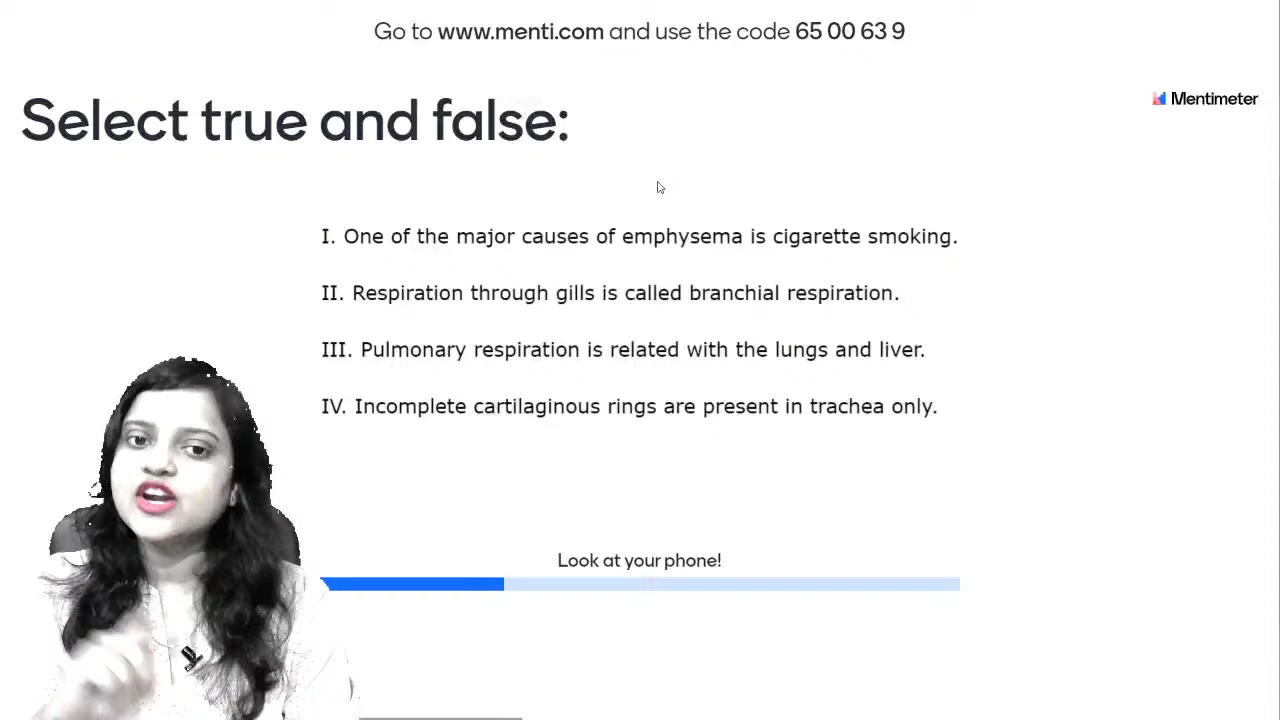 Go to www.menti.com and use the code 65 00 63 9
Select true and false:
Mentimeter
I. One of the major causes of emphysema is cigarette smoking.
II. Respiration through gills is called branchial respiration.
III. Pulmonary respiration is related with the lungs and liver.
IV. Incomplete cartilaginous rings are present in trachea only.
Look at your phone!